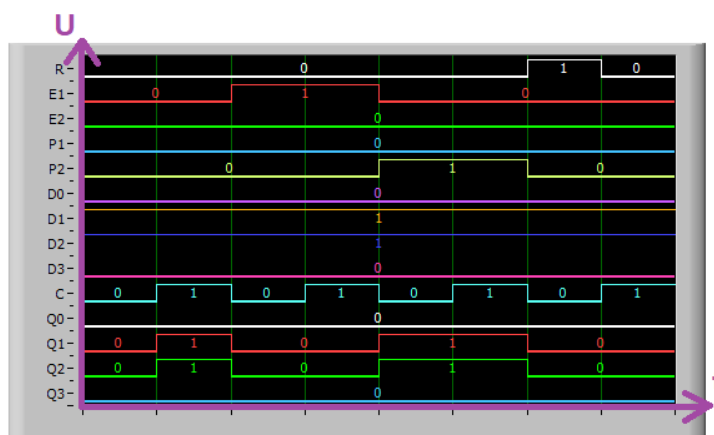 U
R- 0 1 0
E1- 0 1 0
E2- 0
P1- 0
P2- 0 1 0
D0- 0
D1- 1
D2- 1
D3- 0
C- 0 1 0 1 0 1 0 1
Q0- 0
Q1- 0 1 0 1 0
Q2- 0 1 0 1 0
Q3- 0